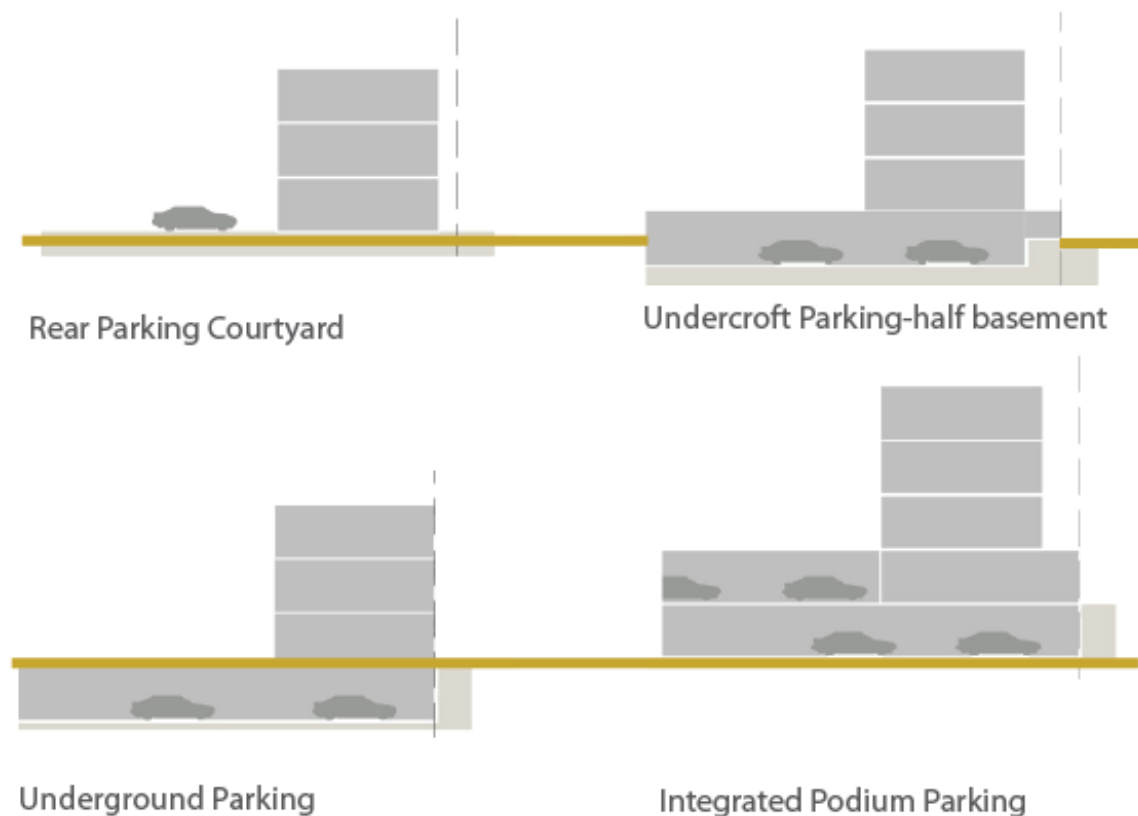 Rear Parking Courtyard
Undercroft Parking-half basement
Underground Parking
Integrated Podium Parking